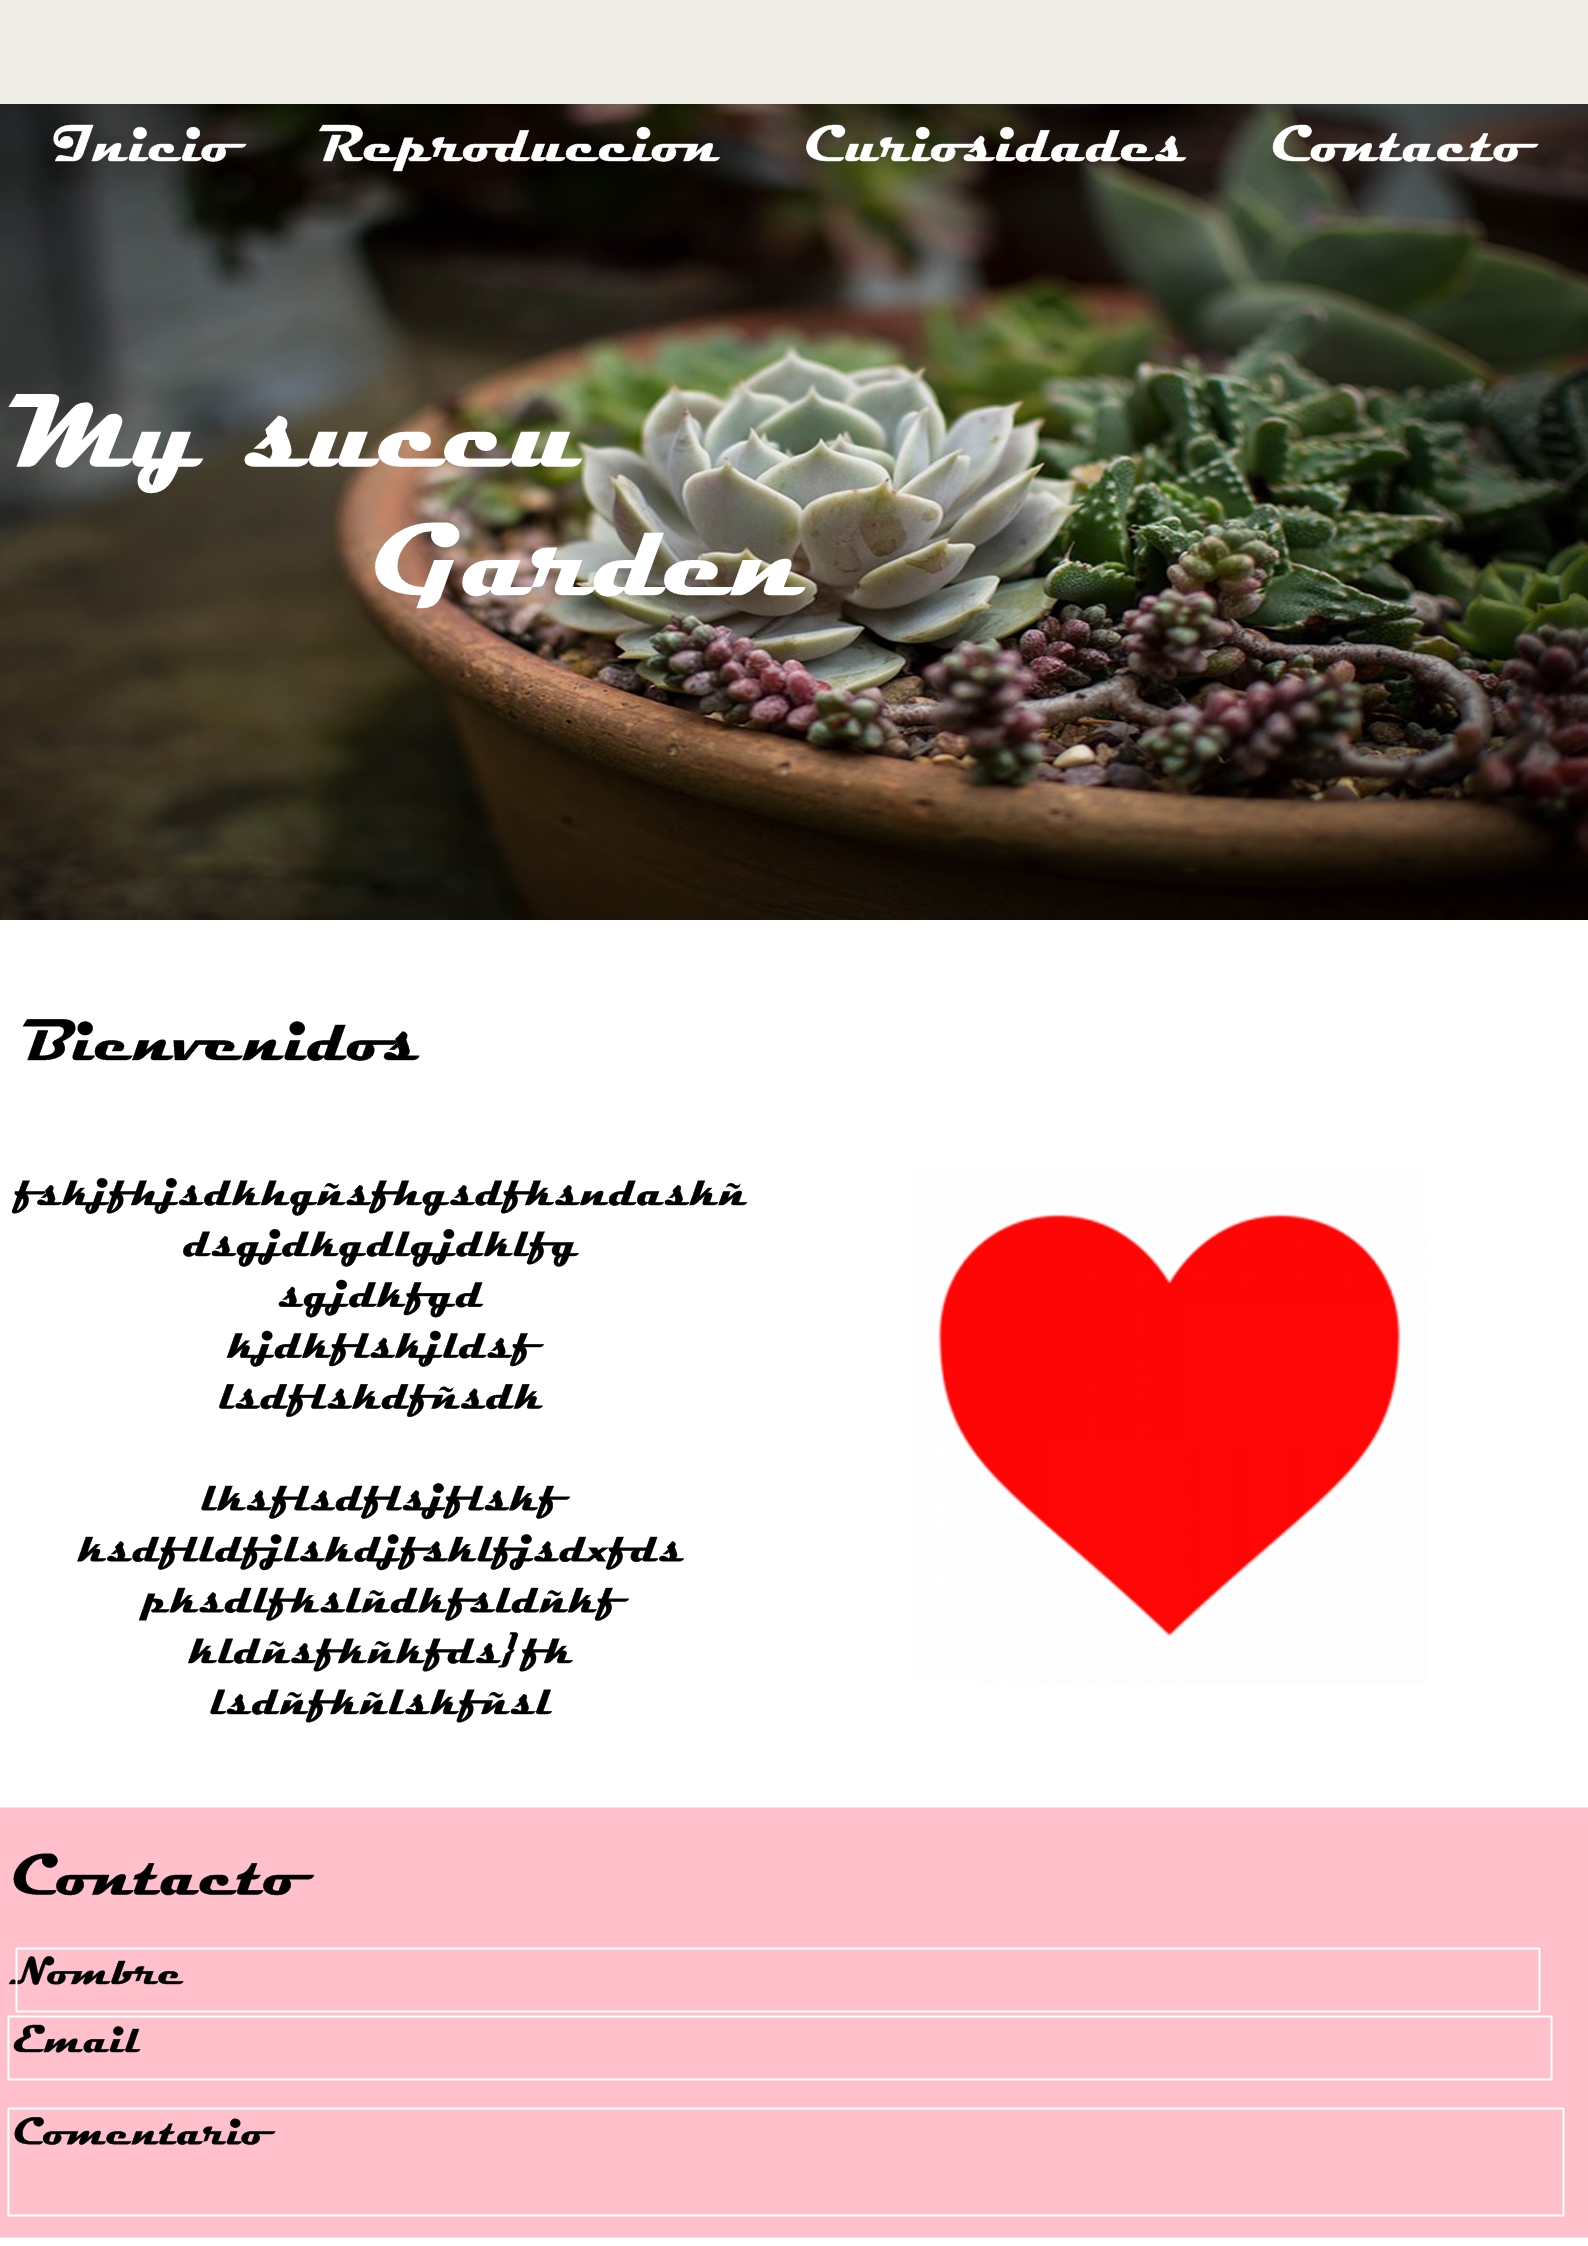 Inicio Reproduccion Curiosidades Contacto
My succu
Garden
Bienvenidos
fskjfhjsdkhgñsfhgsdfksndaskñ
dsgjdkgdlgjdklfg
sgjdkfgd
kjdkflskjldsf
lsdflskdfñsdk
lksflsdflsjflskf
ksdflldfjlskdjfsklfjsdxfds
pksdlfkslñdkfsldñkf
kldñsfkñkfds}fk
lsdñfkñlskfñsl
Contacto
Nombre
Email
Comentario